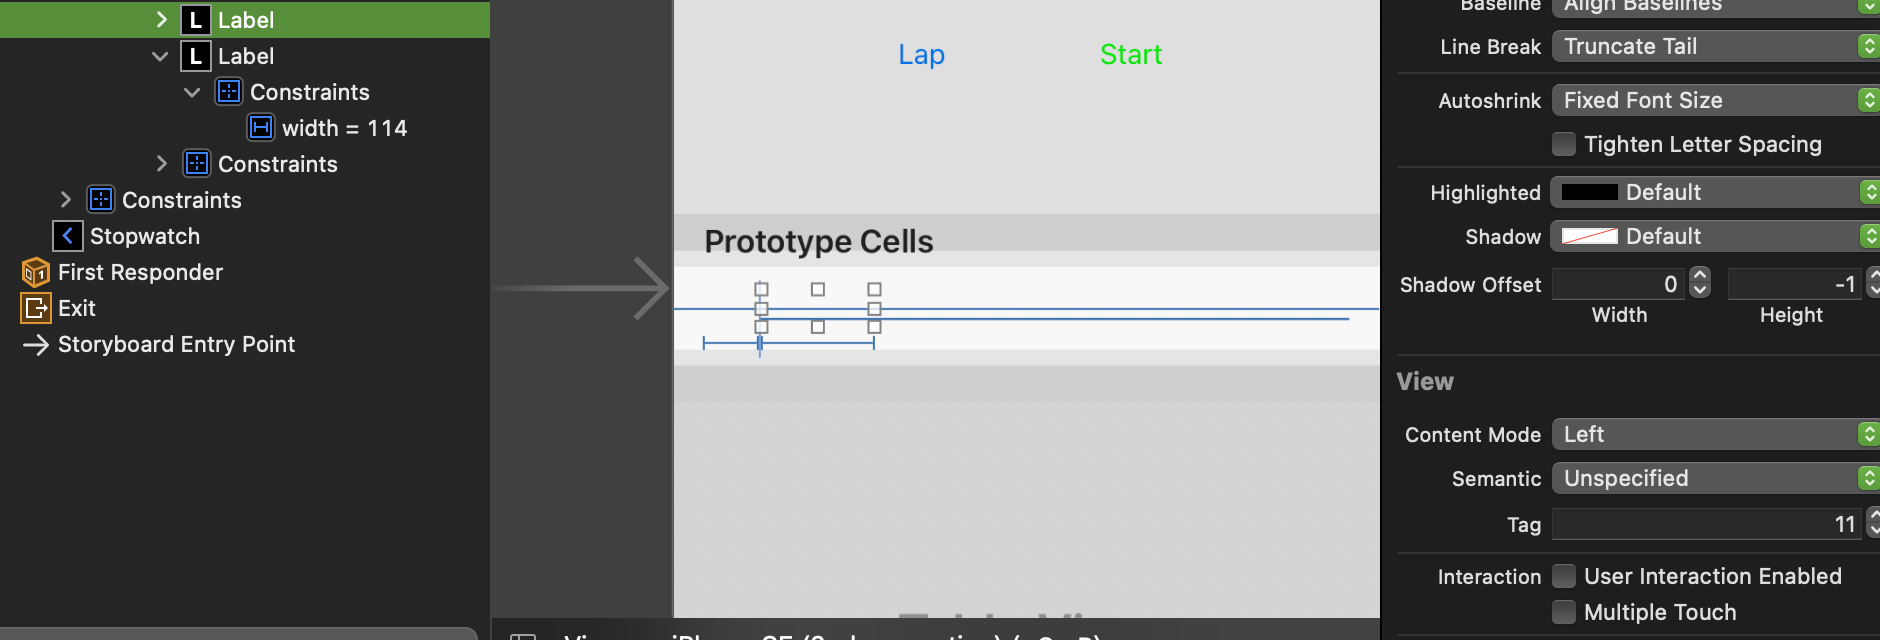 Label
Label
Constraints
width = 114
Constraints
Constraints
Stopwatch
First Responder
Exit
Storyboard Entry Point
Lap
Start
Prototype Cells
Baseline
Align Baselines
Line Break
Truncate Tail
Autoshrink
Fixed Font Size
Tighten Letter Spacing
Highlighted
Default
Shadow
Default
Shadow Offset
0
-1
Width
Height
View
Content Mode
Left
Semantic
Unspecified
Tag
11
Interaction
User Interaction Enabled
Multiple Touch